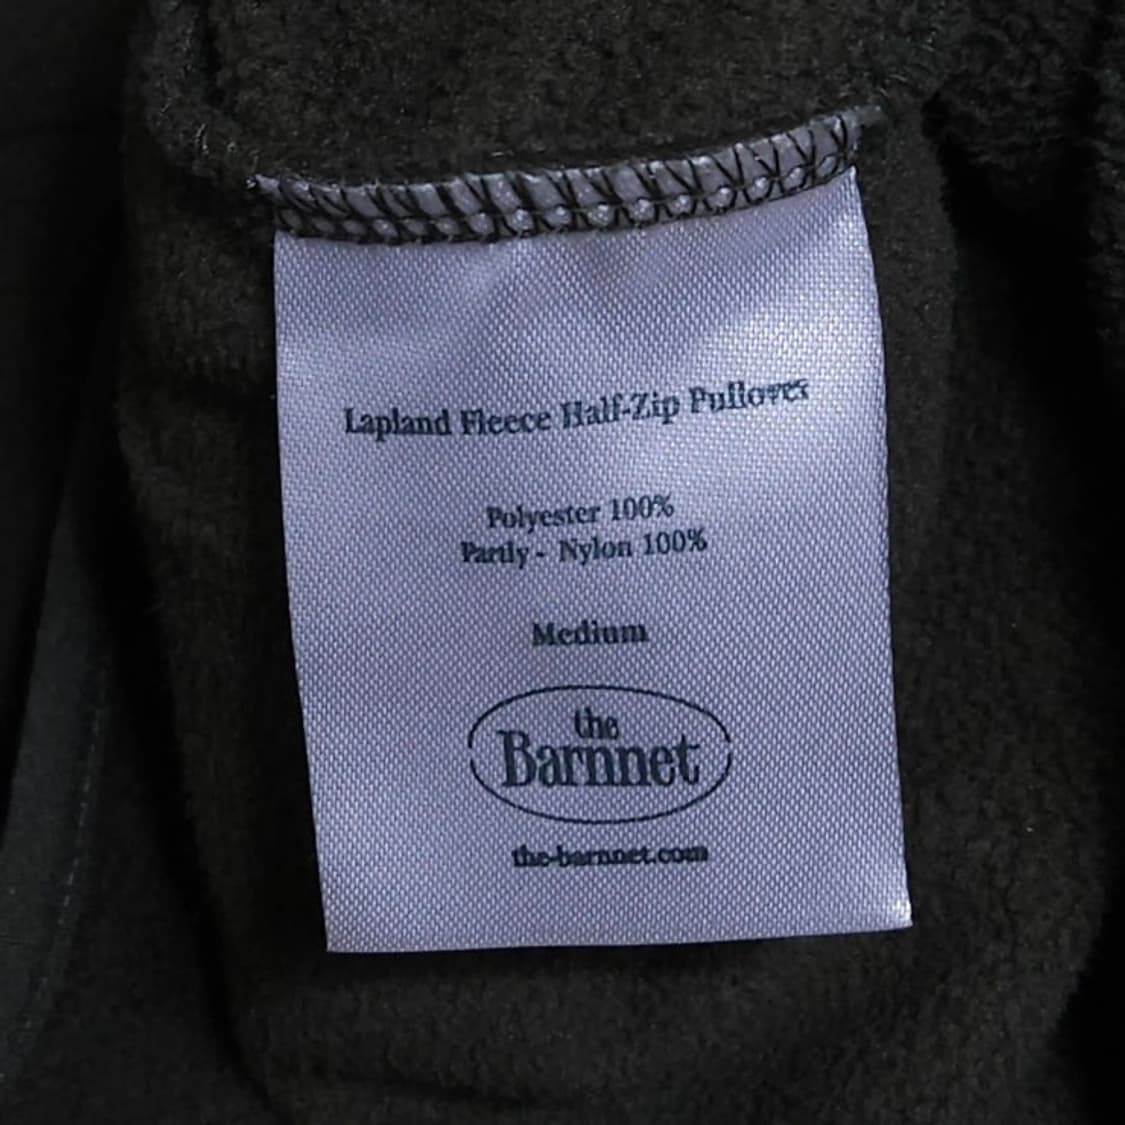 Lapland Fleece Half-Zip Pullover
Polyester 100%
Partly - Nylon 100%
Medium
the
Barnnet
the-barnnet.com